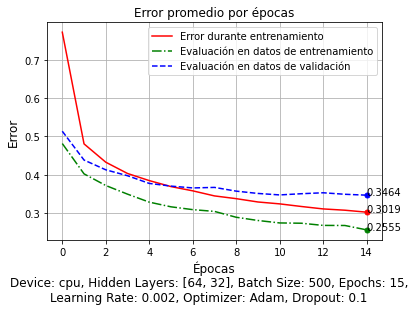 Error promedio por épocas
Error durante entrenamiento
Evaluación en datos de entrenamiento
Evaluación en datos de validación
Error
0.7
0.6
0.5
0.4
0.3
0.3464
0.3019
0.2555
0 2 4 6 8 10 12 14
Épocas
Device: cpu, Hidden Layers: [64, 32], Batch Size: 500, Epochs: 15,
Learning Rate: 0.002, Optimizer: Adam, Dropout: 0.1